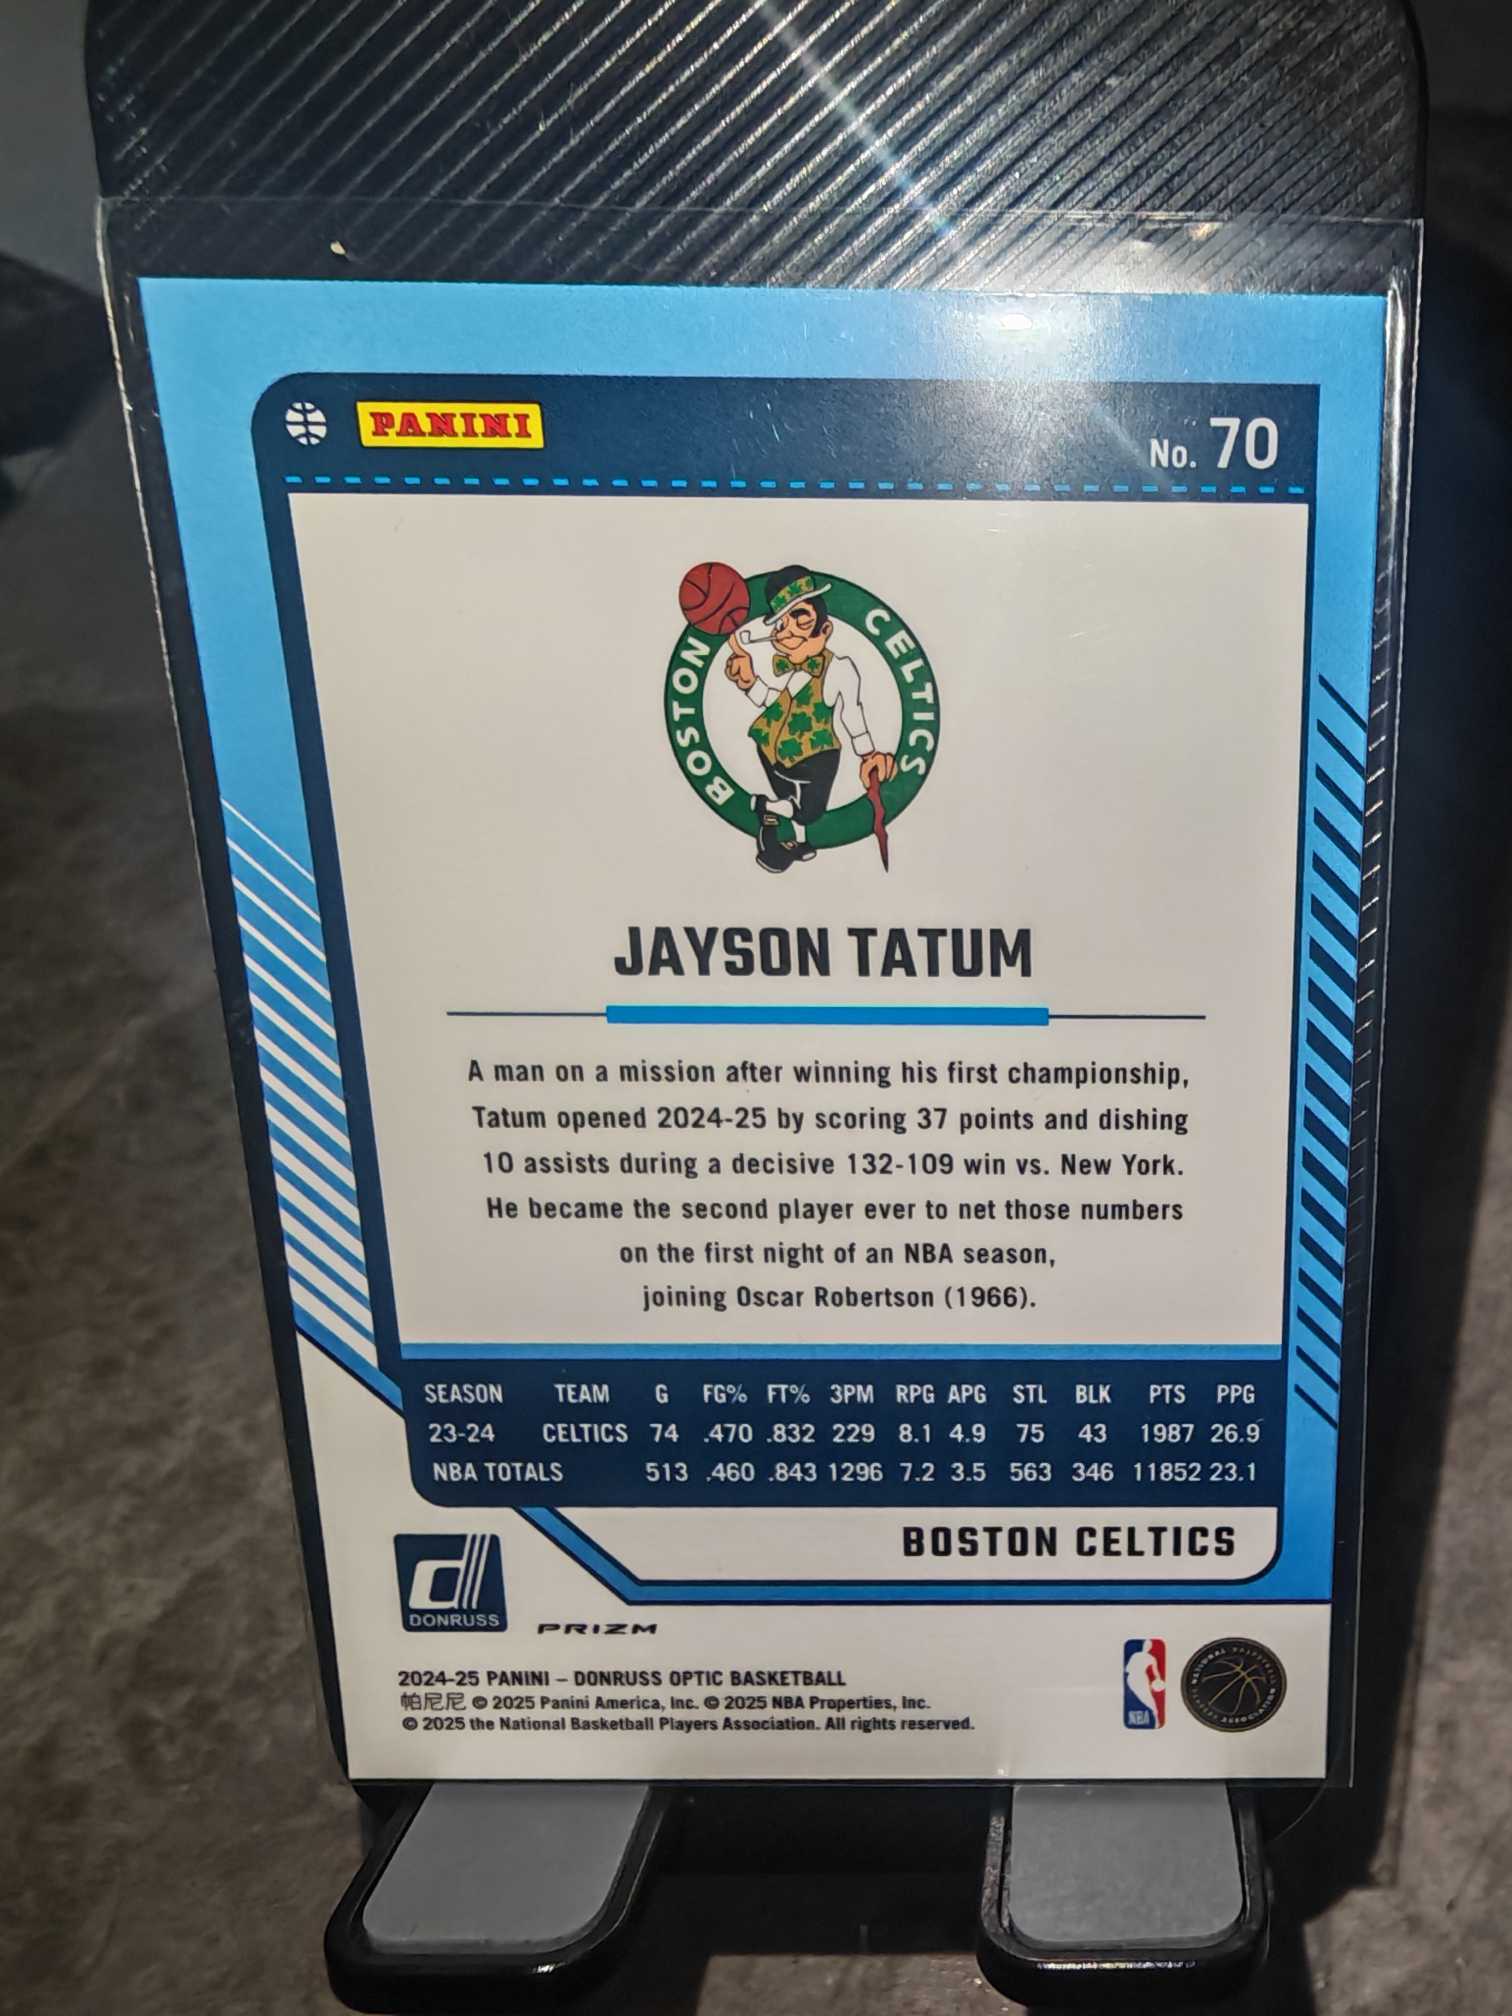 PANINI
No. 70
BOSTON CELTICS
JAYSON TATUM
A man on a mission after winning his first championship,
Tatum opened 2024-25 by scoring 37 points and dishing
10 assists during a decisive 132-109 win vs. New York.
He became the second player ever to net those numbers
on the first night of an NBA season,
joining Oscar Robertson (1966).
SEASON TEAM G FG% FT% 3PM RPG APG STL BLK PTS PPG
23-24 CELTICS 74 .470 .832 229 8.1 4.9 75 43 1987 26.9
NBA TOTALS 513 .460 .843 1296 7.2 3.5 563 346 11852 23.1
BOSTON CELTICS
d
DONRUSS
PRIZM
2024-25 PANINI – DONRUSS OPTIC BASKETBALL
帕尼尼 © 2025 Panini America, Inc. © 2025 NBA Properties, Inc.
© 2025 the National Basketball Players Association. All rights reserved.
NBA